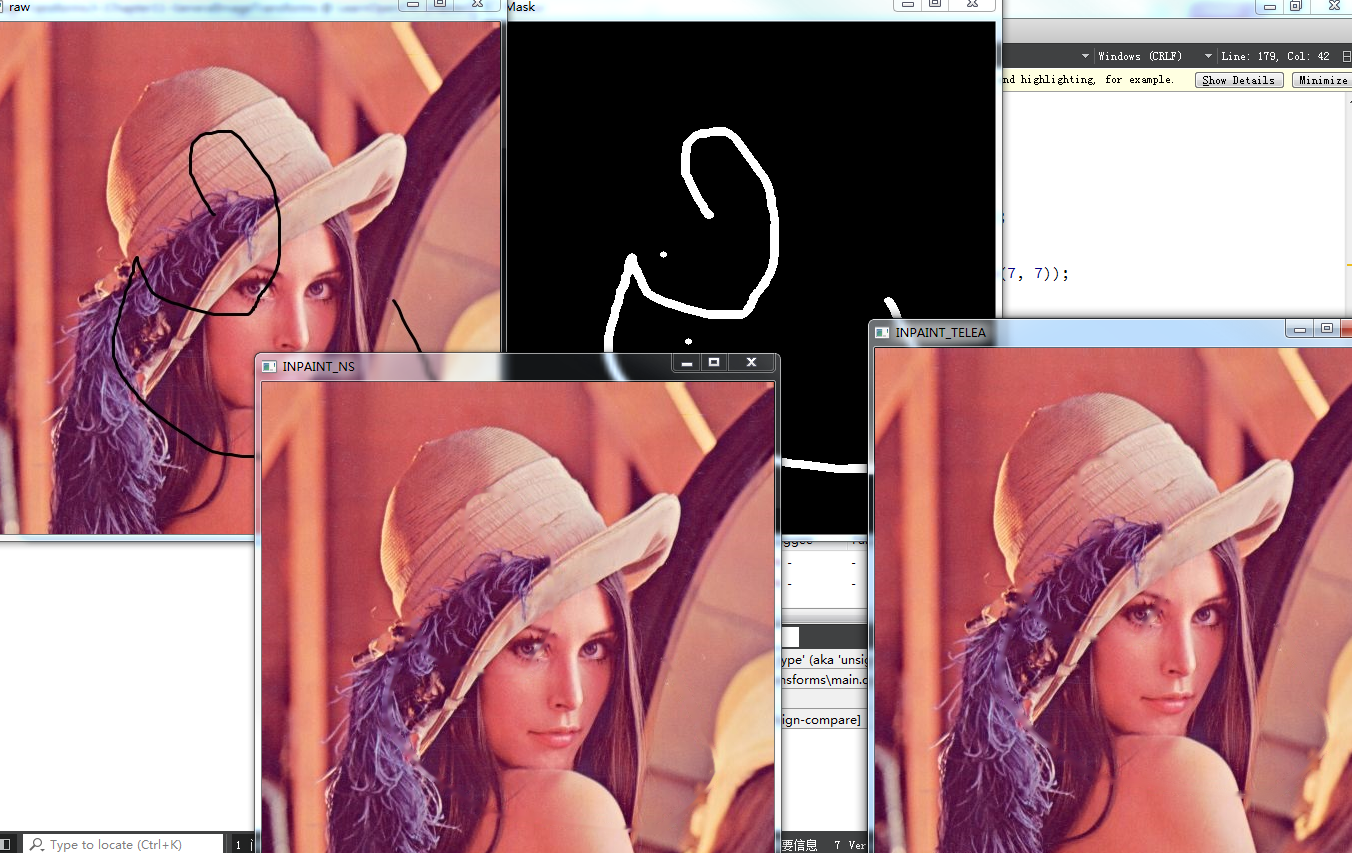 raw
Mask
Windows (CRLF)
Line: 179, Col: 42
nd highlighting, for example.
Show Details
Minimize
(7, 7));
INPAINT_TELEA
INPAINT_NS
ype' (aka 'unsig
nsforms\main.c
ign-compare]
Type to locate (Ctrl+K)
1
要信息
7 Ver